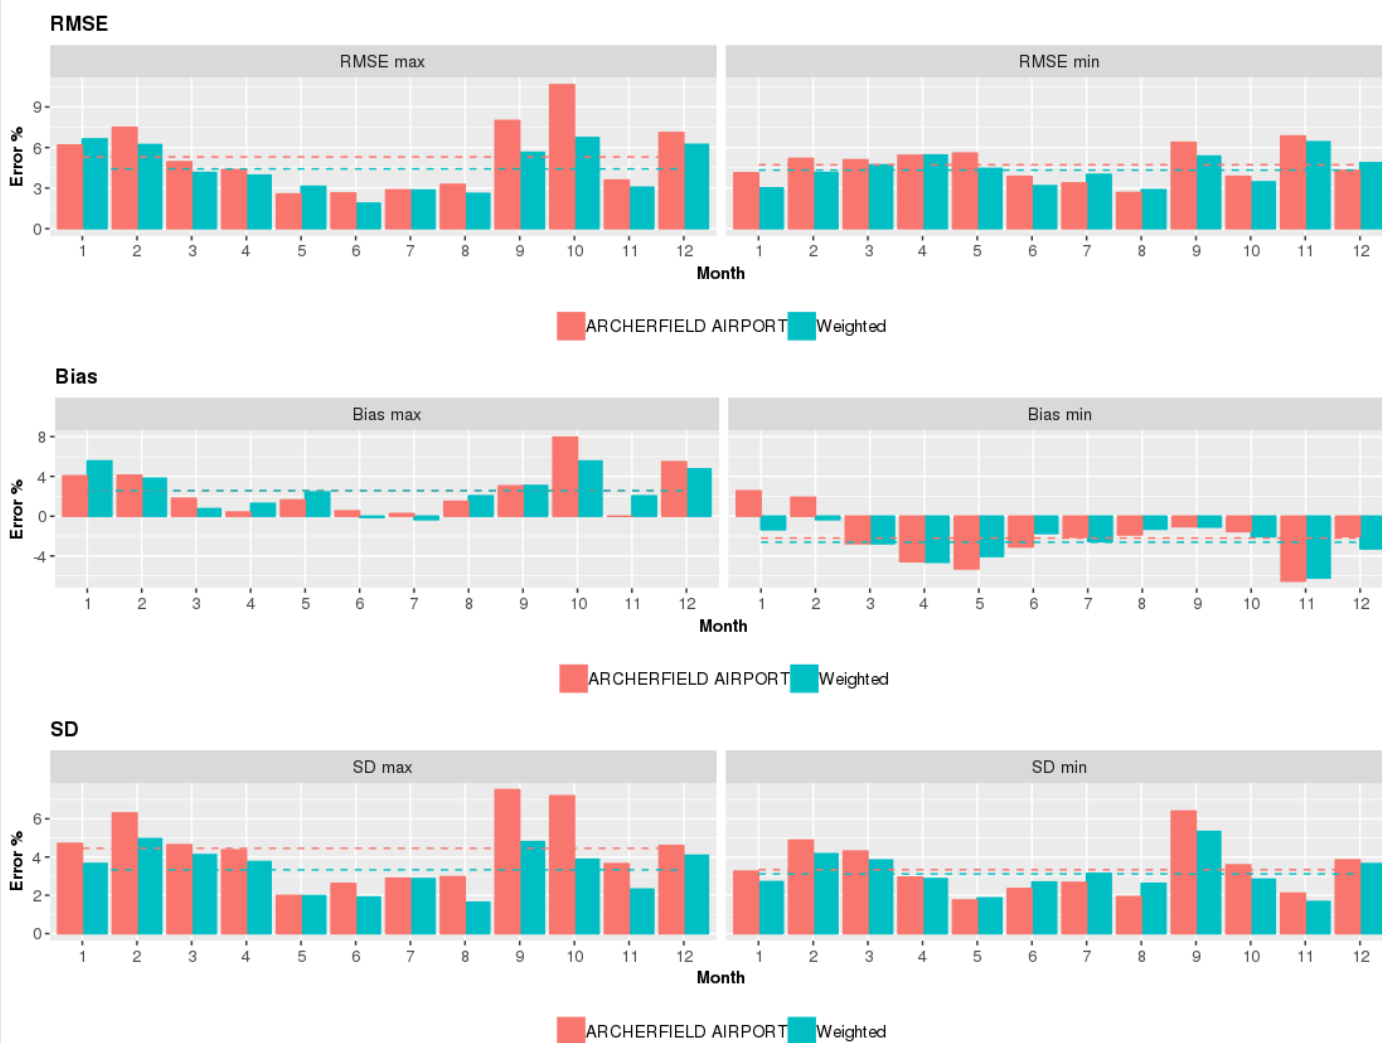 RMSE
RMSE max
RMSE min
Error %
9
6
3
0
1 2 3 4 5 6 7 8 9 10 11 12
1 2 3 4 5 6 7 8 9 10 11 12
Month
ARCHERFIELD AIRPORT Weighted
Bias
Bias max
Bias min
Error %
8
4
0
-4
1 2 3 4 5 6 7 8 9 10 11 12
1 2 3 4 5 6 7 8 9 10 11 12
Month
ARCHERFIELD AIRPORT Weighted
SD
SD max
SD min
Error %
6
4
2
0
1 2 3 4 5 6 7 8 9 10 11 12
1 2 3 4 5 6 7 8 9 10 11 12
Month
ARCHERFIELD AIRPORT Weighted